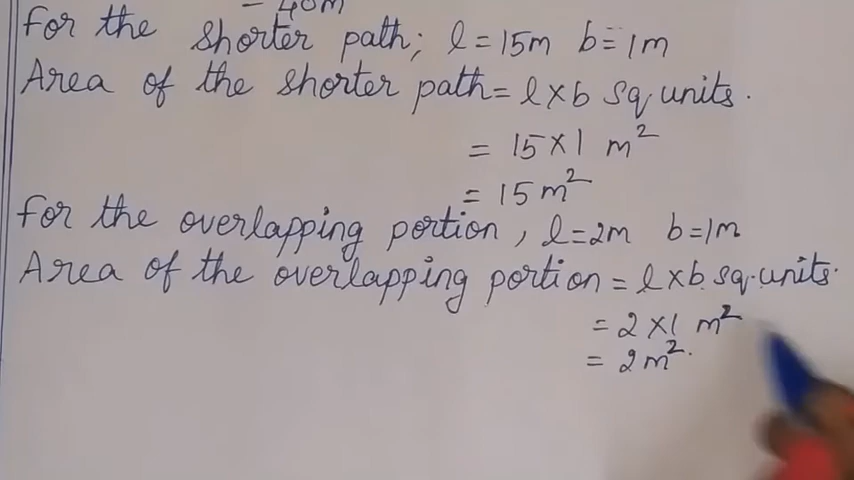 = 40m
For the shorter path; l = 15m b = 1m
Area of the shorter path = l × b sq. units.
= 15 × 1 m²
= 15 m²
For the overlapping portion, l = 2m b = 1m
Area of the overlapping portion = l × b sq. units.
= 2 × 1 m²
= 2 m².